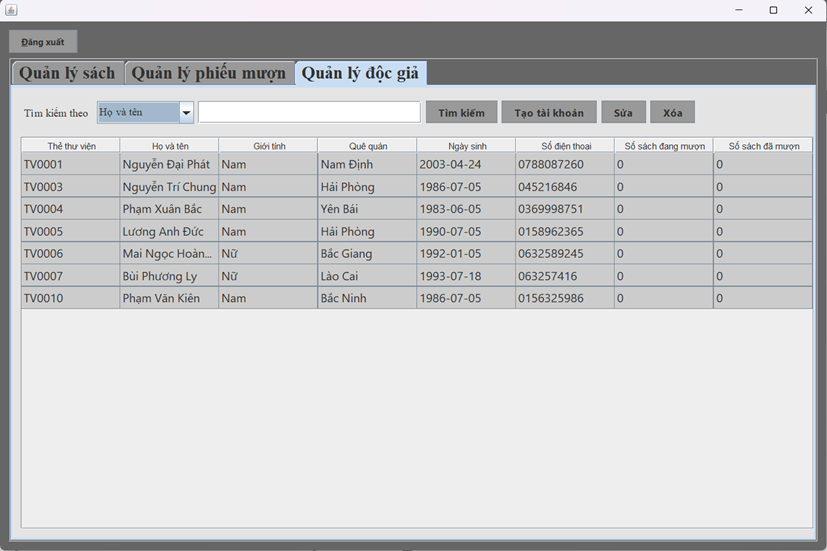 Đăng xuất
Quản lý sách Quản lý phiếu mượn Quản lý độc giả
Tìm kiếm theo Họ và tên Tìm kiếm Tạo tài khoản Sửa Xóa
Thẻ thư viện Họ và tên Giới tính Quê quán Ngày sinh Số điện thoại Số sách đang mượn Số sách đã mượn
TV0001 Nguyễn Đại Phát Nam Nam Định 2003-04-24 0788087260 0 0
TV0003 Nguyễn Trí Chung Nam Hải Phòng 1986-07-05 045216846 0 0
TV0004 Phạm Xuân Bắc Nam Yên Bái 1983-06-05 0369998751 0 0
TV0005 Lương Anh Đức Nam Hải Phòng 1990-07-05 0158962365 0 0
TV0006 Mai Ngọc Hoàn... Nữ Bắc Giang 1992-01-05 0632589245 0 0
TV0007 Bùi Phương Ly Nữ Lào Cai 1993-07-18 063257416 0 0
TV0010 Phạm Văn Kiên Nam Bắc Ninh 1986-07-05 0156325986 0 0